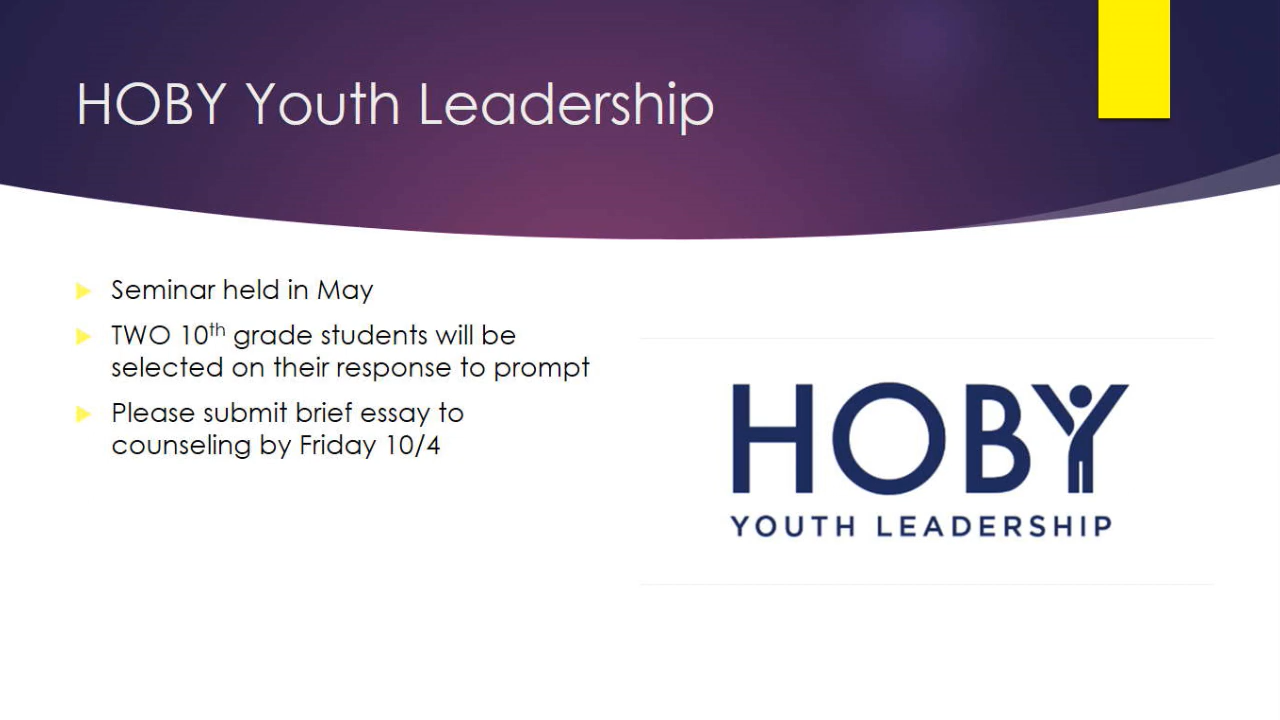 HOBY Youth Leadership
Seminar held in May
TWO 10th grade students will be
selected on their response to prompt
Please submit brief essay to
counseling by Friday 10/4
HOBY
YOUTH LEADERSHIP